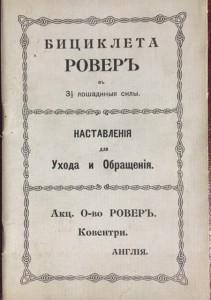 БИЦИКЛЕТА
РОВЕРЪ
въ
3½ лошадиныя силы.
НАСТАВЛЕНІЯ
для
Ухода и Обращенія.
Акц. О-во РОВЕРЪ.
Ковентри.
АНГЛІЯ.